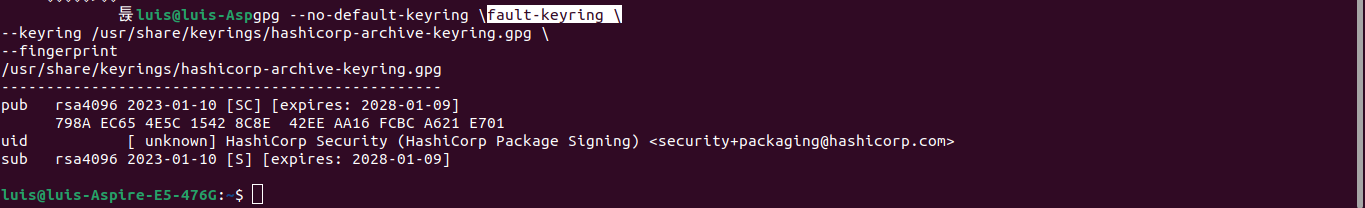 luis@luis-Aspgpg --no-default-keyring \fault-keyring \
--keyring /usr/share/keyrings/hashicorp-archive-keyring.gpg \
--fingerprint
/usr/share/keyrings/hashicorp-archive-keyring.gpg
-------------------------------------------------
pub   rsa4096 2023-01-10 [SC] [expires: 2028-01-09]
      798A EC65 4E5C 1542 8C8E  42EE AA16 FCBC A621 E701
uid           [ unknown] HashiCorp Security (HashiCorp Package Signing) <security+packaging@hashicorp.com>
sub   rsa4096 2023-01-10 [S] [expires: 2028-01-09]
luis@luis-Aspire-E5-476G:~$